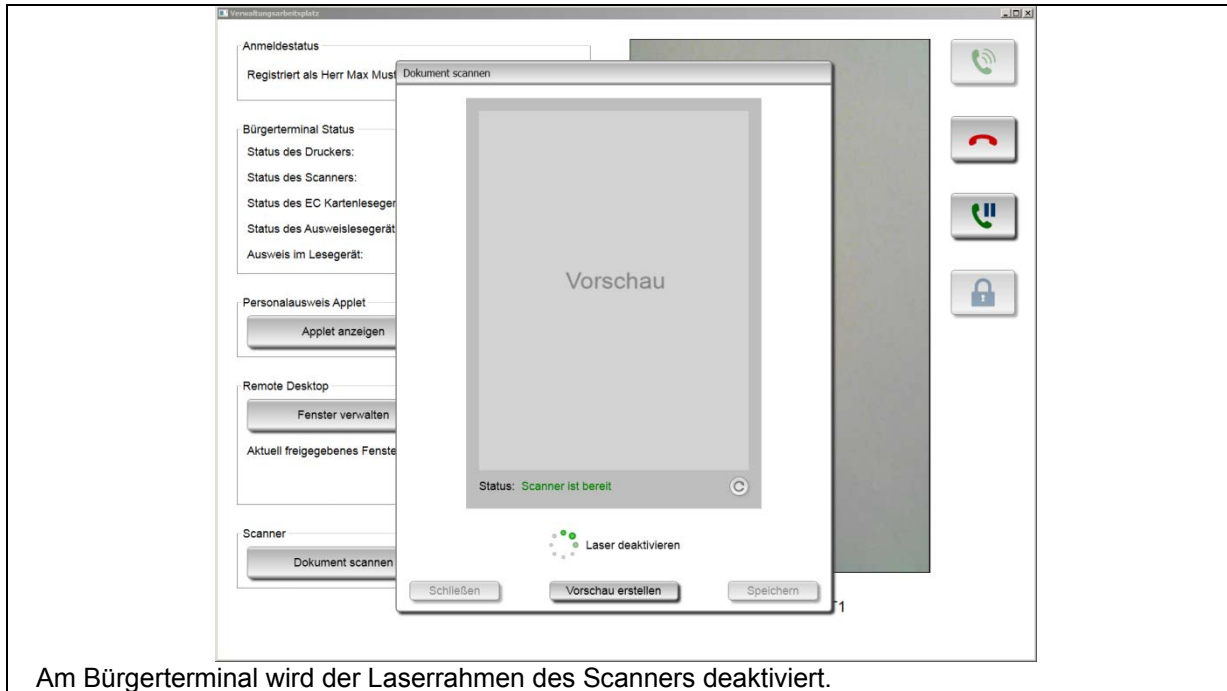 Verwaltungsarbeitsplatz
Anmeldestatus
Registriert als Herr Max Must
Bürgerterminal Status
Status des Druckers:
Status des Scanners:
Status des EC Kartenleseger
Status des Ausweislesegerät
Ausweis im Lesegerät:
Personalausweis Applet
Applet anzeigen
Remote Desktop
Fenster verwalten
Aktuell freigegebenes Fenste
Scanner
Dokument scannen
Dokument scannen
Vorschau
Status: Scanner ist bereit
Laser deaktivieren
Schließen
Vorschau erstellen
Speichern
T1
Am Bürgerterminal wird der Laserrahmen des Scanners deaktiviert.